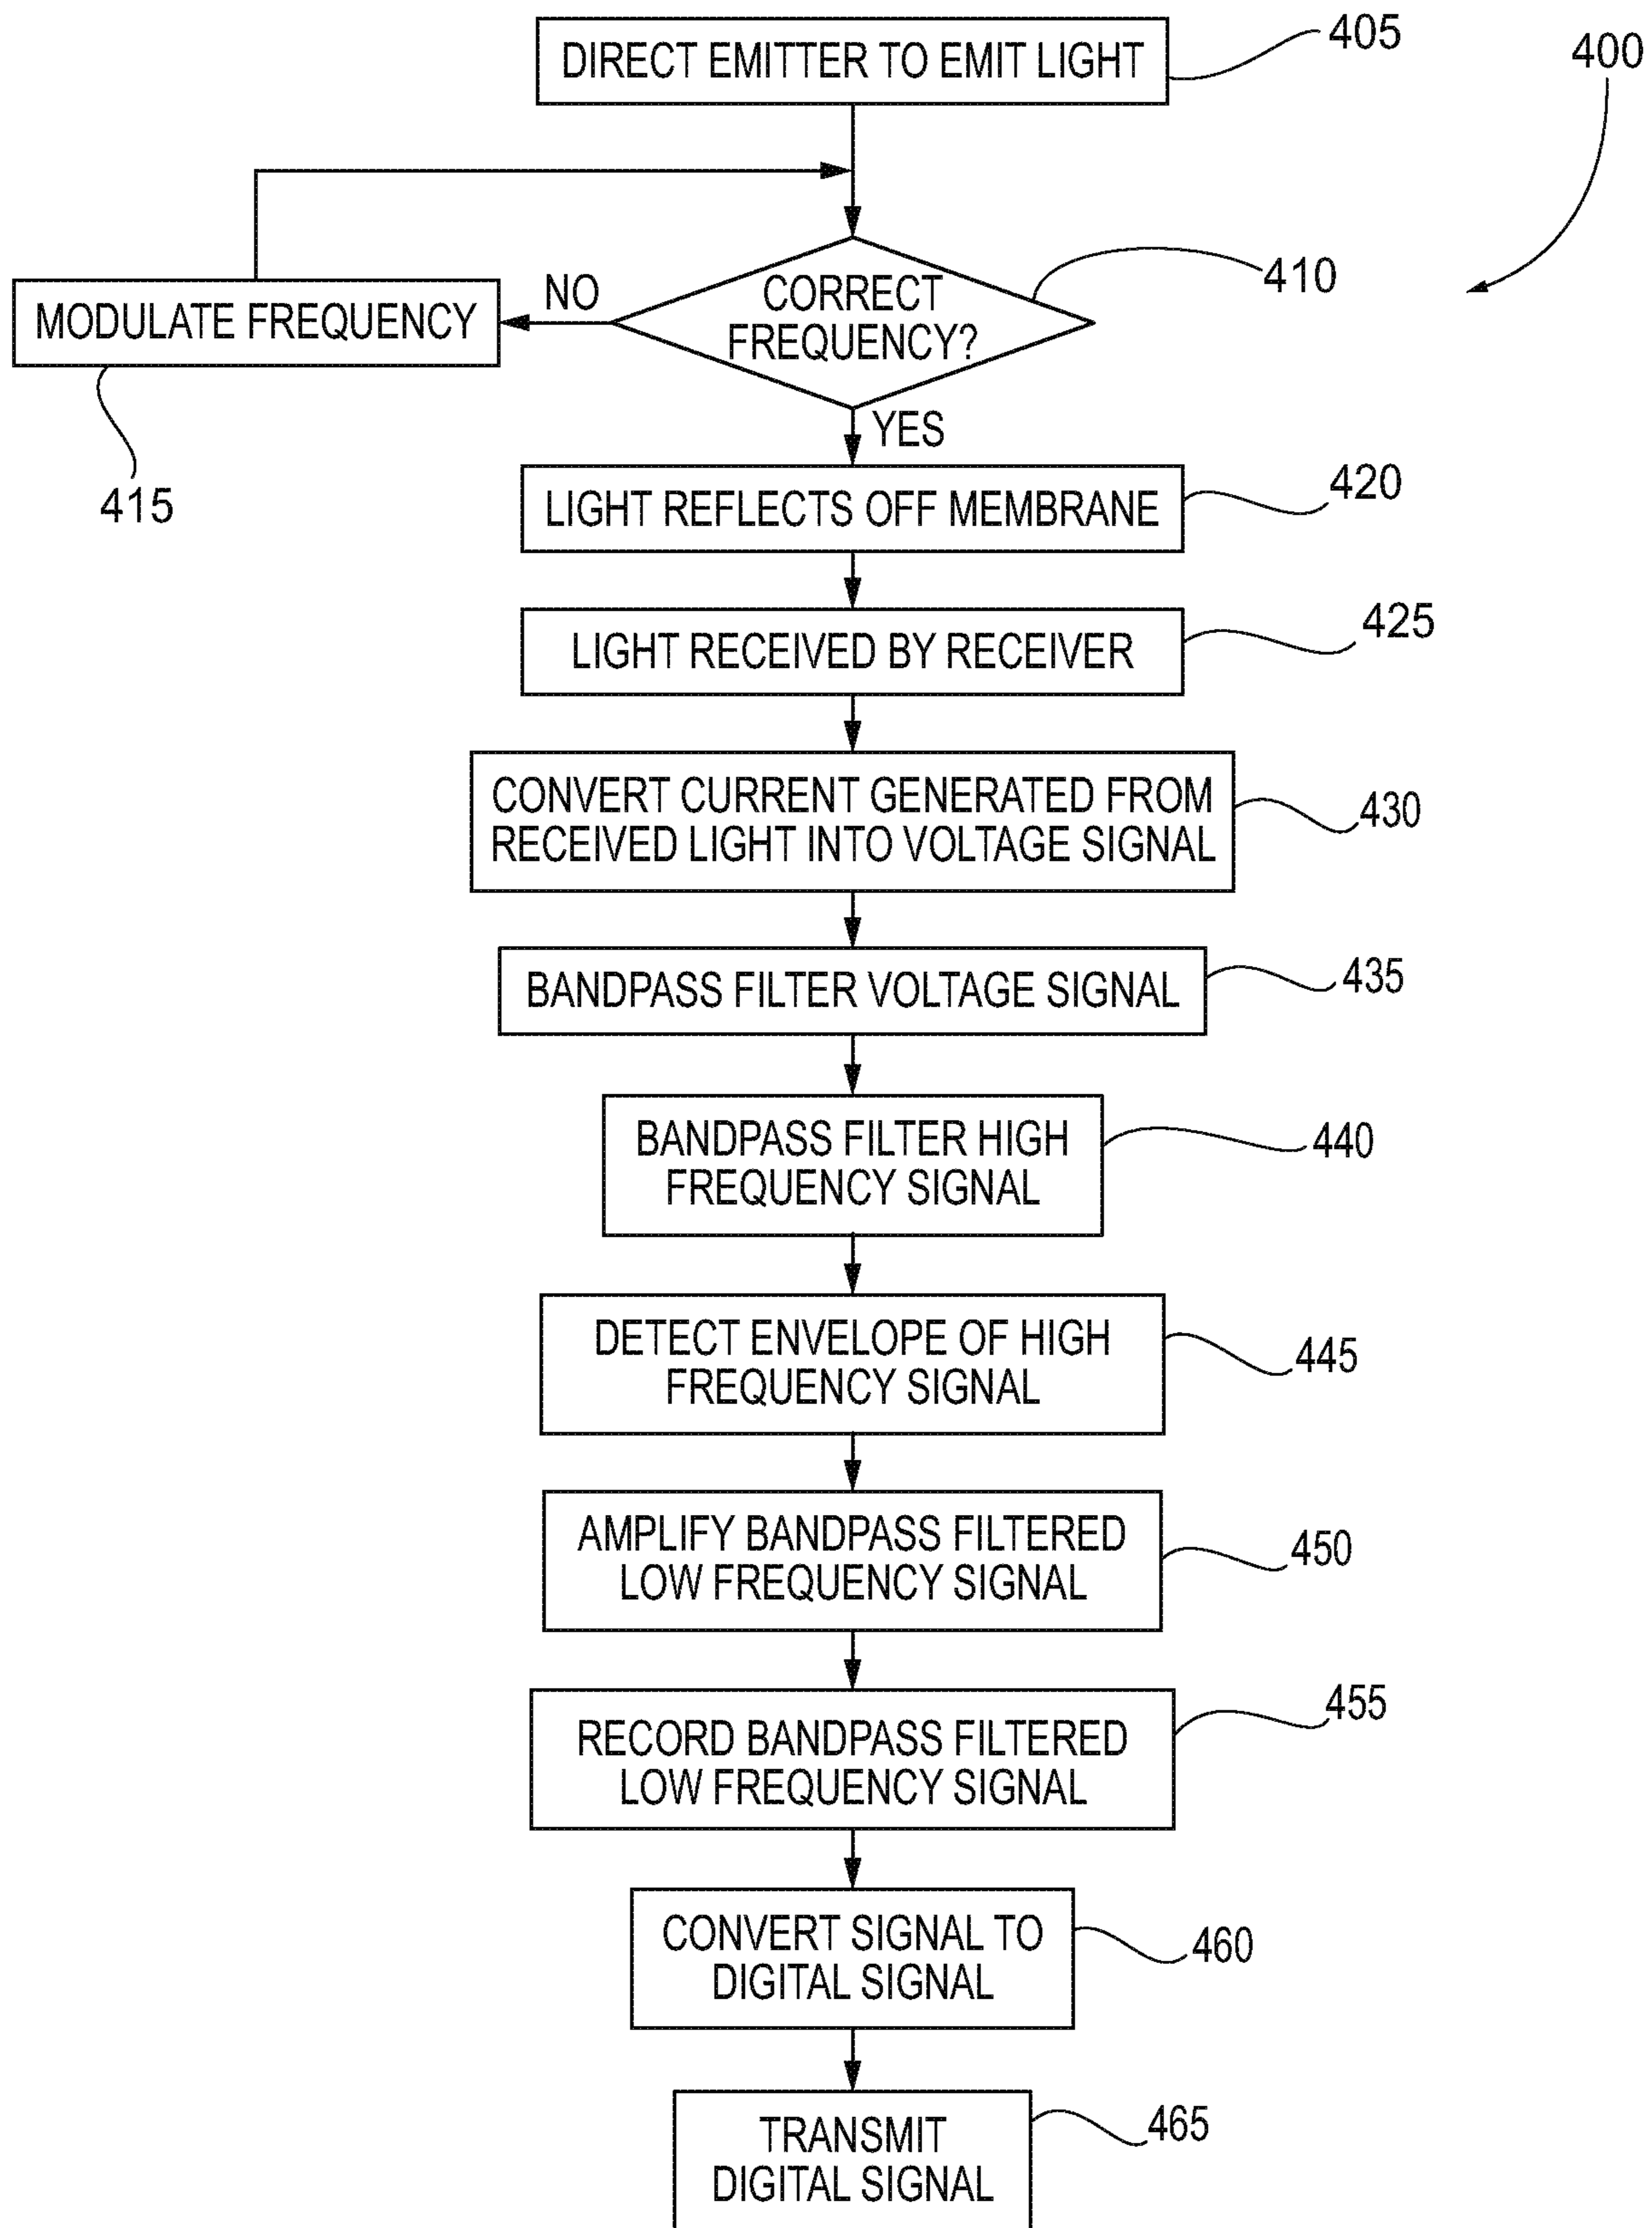 DIRECT EMITTER TO EMIT LIGHT
405
400
CORRECT
FREQUENCY?
410
NO
MODULATE FREQUENCY
415
YES
LIGHT REFLECTS OFF MEMBRANE
420
LIGHT RECEIVED BY RECEIVER
425
CONVERT CURRENT GENERATED FROM
RECEIVED LIGHT INTO VOLTAGE SIGNAL
430
BANDPASS FILTER VOLTAGE SIGNAL
435
BANDPASS FILTER HIGH
FREQUENCY SIGNAL
440
DETECT ENVELOPE OF HIGH
FREQUENCY SIGNAL
445
AMPLIFY BANDPASS FILTERED
LOW FREQUENCY SIGNAL
450
RECORD BANDPASS FILTERED
LOW FREQUENCY SIGNAL
455
CONVERT SIGNAL TO
DIGITAL SIGNAL
460
TRANSMIT
DIGITAL SIGNAL
465